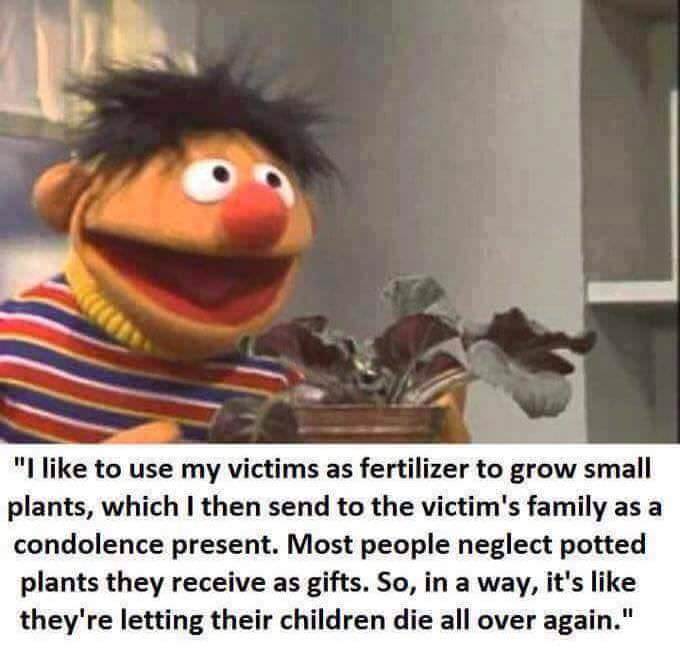 "I like to use my victims as fertilizer to grow small
plants, which I then send to the victim's family as a
condolence present. Most people neglect potted
plants they receive as gifts. So, in a way, it's like
they're letting their children die all over again."